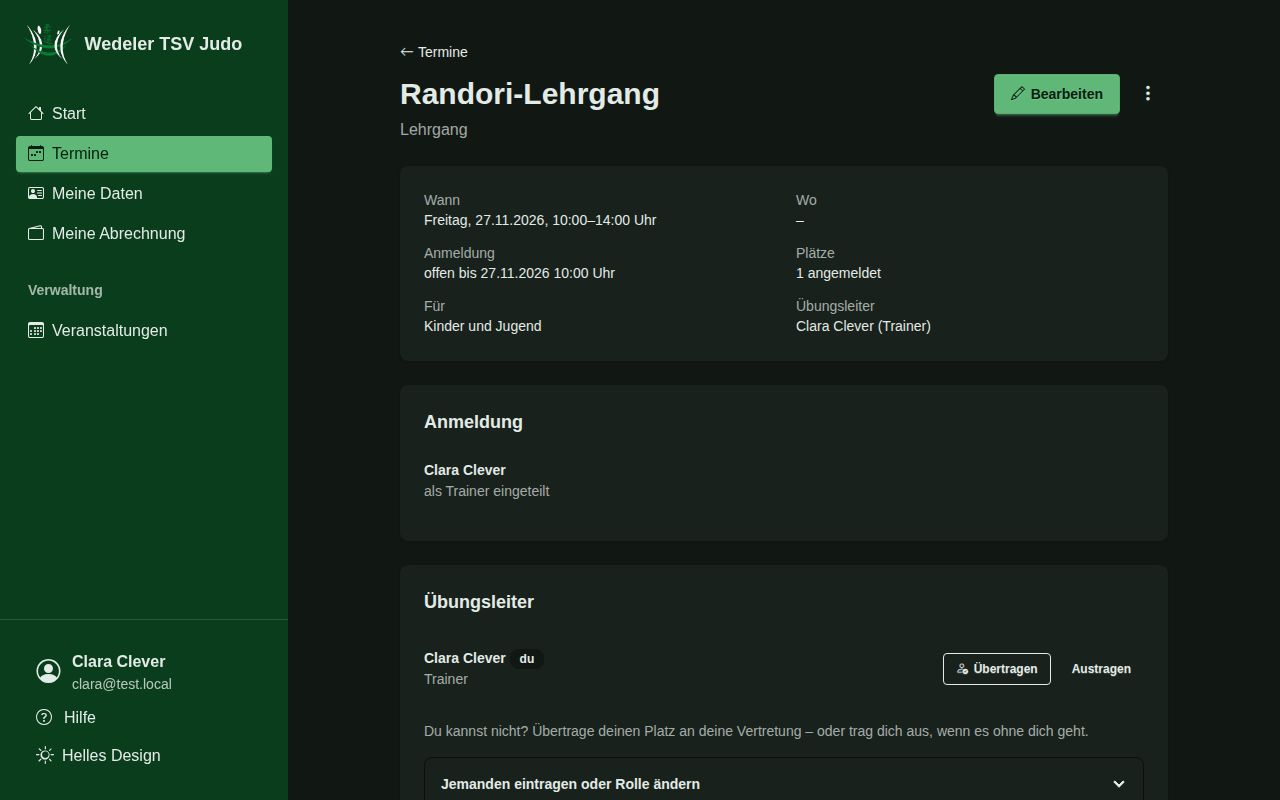 Wedeler TSV Judo
Start
Termine
Meine Daten
Meine Abrechnung
Verwaltung
Veranstaltungen
Clara Clever
clara@test.local
Hilfe
Helles Design
← Termine
Randori-Lehrgang
Bearbeiten
Lehrgang
Wann
Freitag, 27.11.2026, 10:00–14:00 Uhr
Wo
–
Anmeldung
offen bis 27.11.2026 10:00 Uhr
Plätze
1 angemeldet
Für
Kinder und Jugend
Übungsleiter
Clara Clever (Trainer)
Anmeldung
Clara Clever
als Trainer eingeteilt
Übungsleiter
Clara Clever du
Trainer
Übertragen
Austragen
Du kannst nicht? Übertrage deinen Platz an deine Vertretung – oder trag dich aus, wenn es ohne dich geht.
Jemanden eintragen oder Rolle ändern